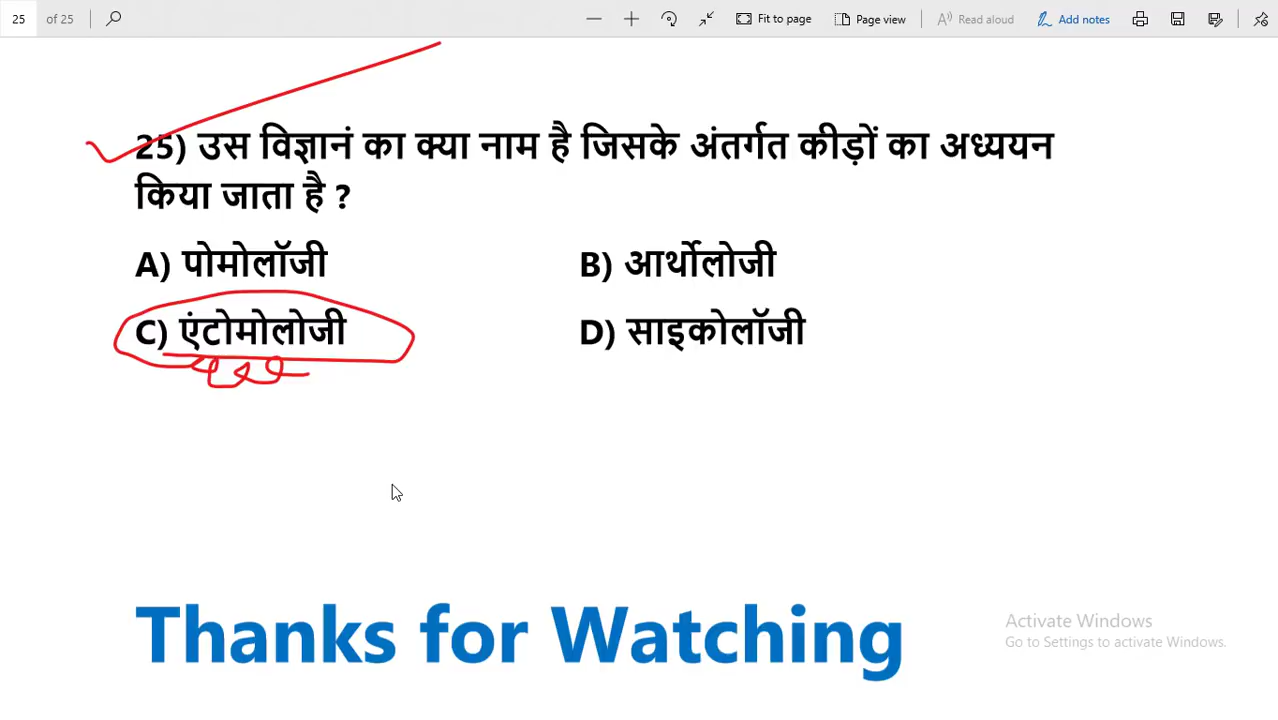 25 of 25 Fit to page Page view Read aloud Add notes
25) उस विज्ञानं का क्या नाम है जिसके अंतर्गत कीड़ों का अध्ययन
किया जाता है ?
A) पोमोलॉजी B) आर्थोलोजी
C) एंटोमोलोजी D) साइकोलॉजी
Thanks for Watching
Activate Windows
Go to Settings to activate Windows.